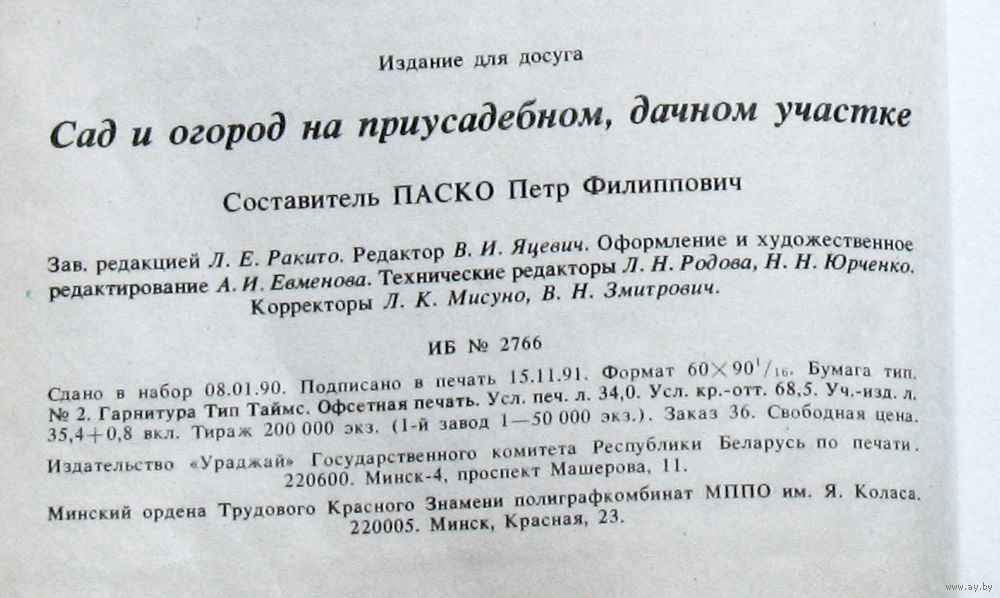 Издание для досуга
Сад и огород на приусадебном, дачном участке
Составитель ПАСКО Петр Филиппович
Зав. редакцией Л. Е. Ракито. Редактор В. И. Яцевич. Оформление и художественное
редактирование А. И. Евменова. Технические редакторы Л. Н. Родова, Н. Н. Юрченко.
Корректоры Л. К. Мисуно, В. Н. Змитрович.
ИБ № 2766
Сдано в набор 08.01.90. Подписано в печать 15.11.91. Формат 60×90¹/₁₆. Бумага тип.
№ 2. Гарнитура Тип Таймс. Офсетная печать. Усл. печ. л. 34,0. Усл. кр.-отт. 68,5. Уч.-изд. л.
35,4+0,8 вкл. Тираж 200 000 экз. (1-й завод 1—50 000 экз.). Заказ 36. Свободная цена.
Издательство «Ураджай» Государственного комитета Республики Беларусь по печати.
220600. Минск-4, проспект Машерова, 11.
Минский ордена Трудового Красного Знамени полиграфкомбинат МППО им. Я. Коласа.
220005. Минск, Красная, 23.
www.ay.by